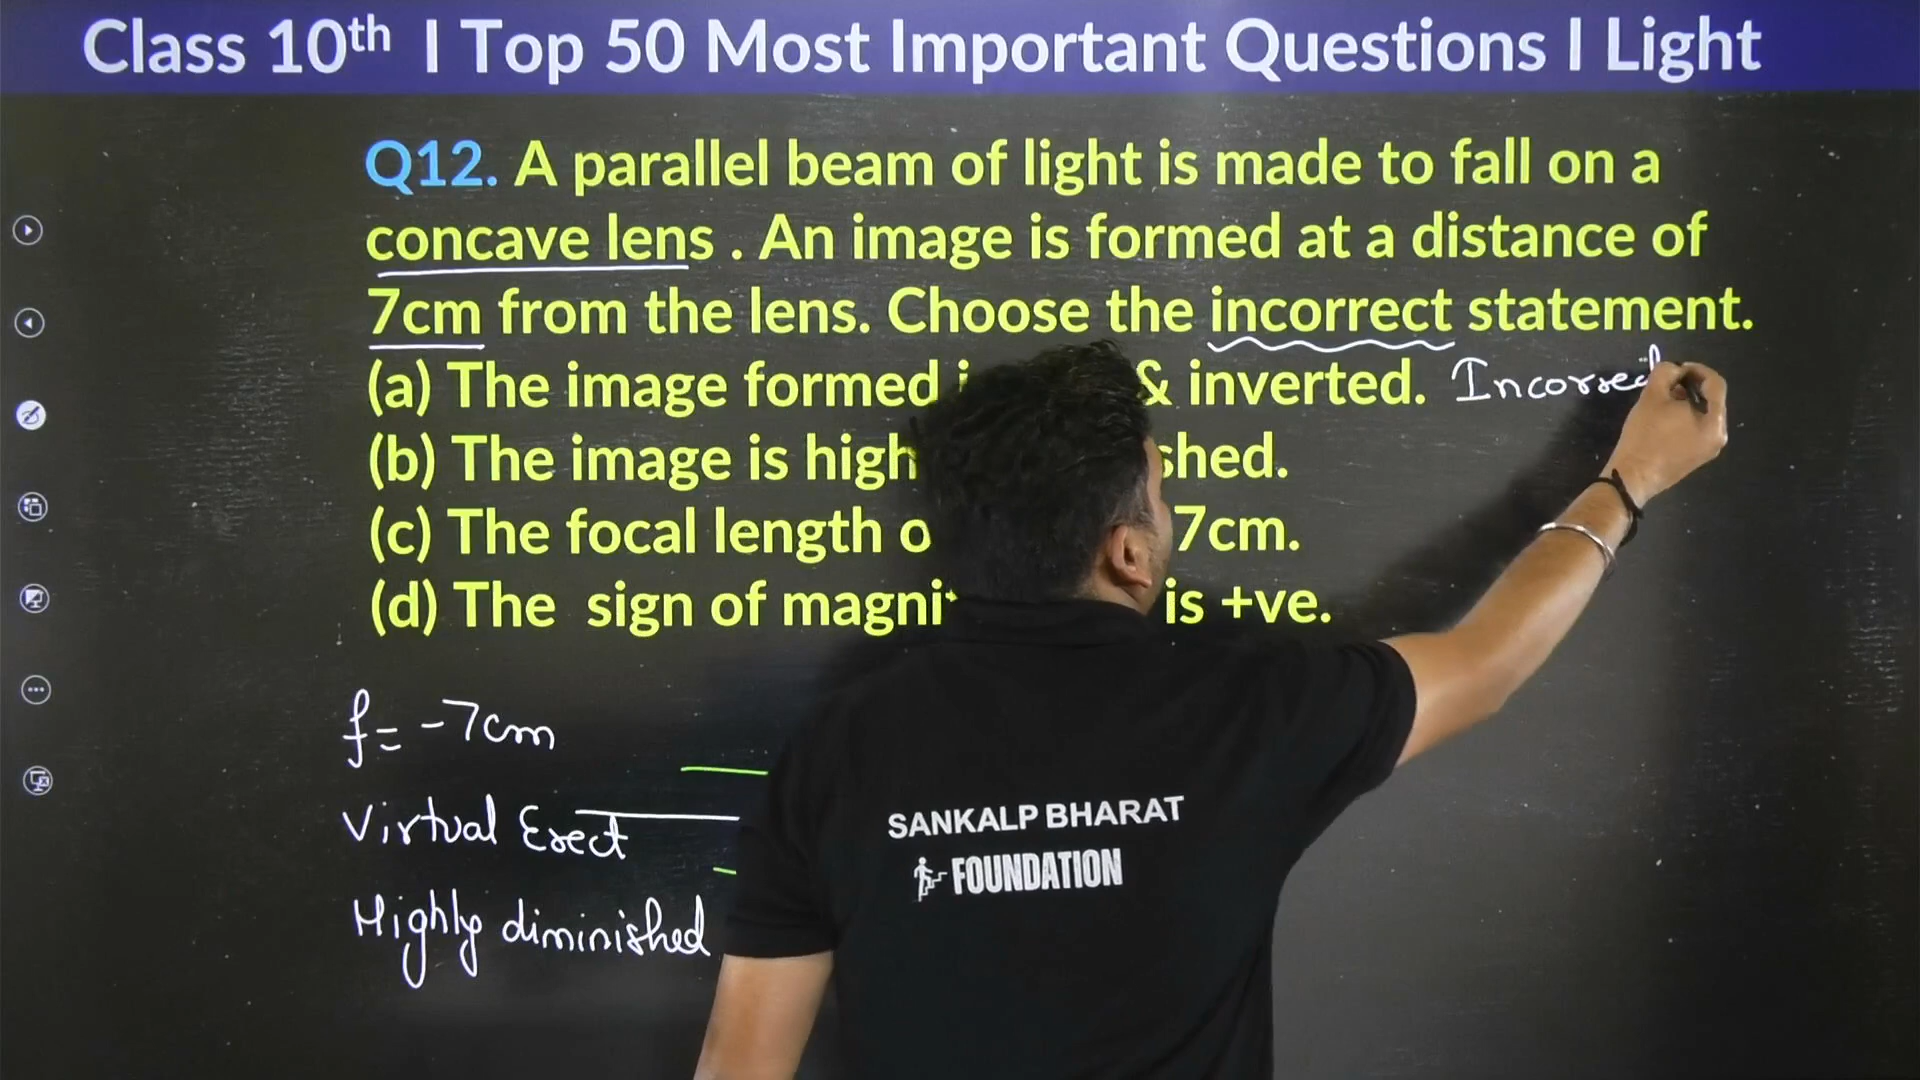 Class 10th I Top 50 Most Important Questions I Light
Q12. A parallel beam of light is made to fall on a
concave lens . An image is formed at a distance of
7cm from the lens. Choose the incorrect statement.
(a) The image formed & inverted. Incorrect
(b) The image is high shed.
(c) The focal length o 7cm.
(d) The sign of magni is +ve.
f= -7cm
Virtual Erect
Highly diminished
SANKALP BHARAT
FOUNDATION